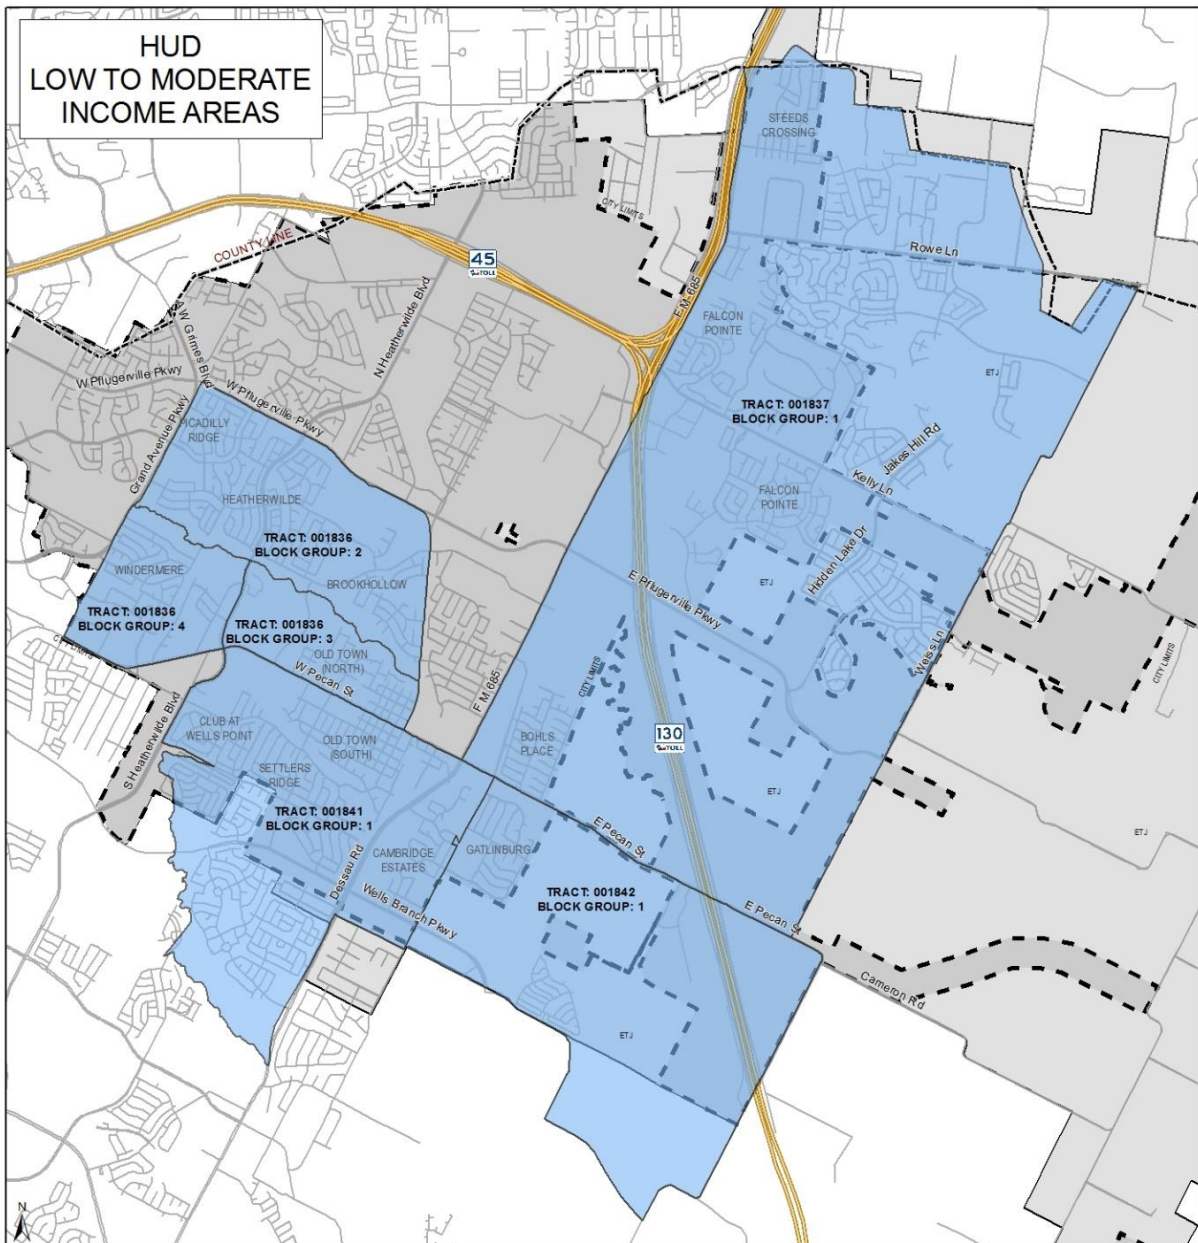 HUD
LOW TO MODERATE
INCOME AREAS
STEEDS
CROSSING
CITY LIMITS
COUNTY LINE
45
TOLL
Rowe Ln
F M 685
FALCON
POINTE
N Heatherwilde Blvd
A W Grimes Blvd
W Pflugerville Pkwy
W Pflugerville Pkwy
ETJ
Grand Avenue Pkwy
PICADILLY
RIDGE
TRACT: 001837
BLOCK GROUP: 1
Jakes Hill Rd
Kelly Ln
HEATHERWILDE
FALCON
POINTE
TRACT: 001836
BLOCK GROUP: 2
Hidden Lake Dr
WINDERMERE
BROOKHOLLOW
E Pflugerville Pkwy
ETJ
TRACT: 001836
BLOCK GROUP: 4
TRACT: 001836
BLOCK GROUP: 3
CITY LIMITS
OLD TOWN
(NORTH)
W Pecan St
Weiss Ln
CITY LIMITS
CITY LIMITS
F M 685
S Heatherwilde Blvd
CLUB AT
WELLS POINT
OLD TOWN
(SOUTH)
BOHLS
PLACE
130
TOLL
SETTLERS
RIDGE
ETJ
TRACT: 001841
BLOCK GROUP: 1
E Pecan St
ETJ
Dessau Rd
CAMBRIDGE
ESTATES
GATLINBURG
TRACT: 001842
BLOCK GROUP: 1
Wells Branch Pkwy
E Pecan St
Cameron Rd
ETJ
N